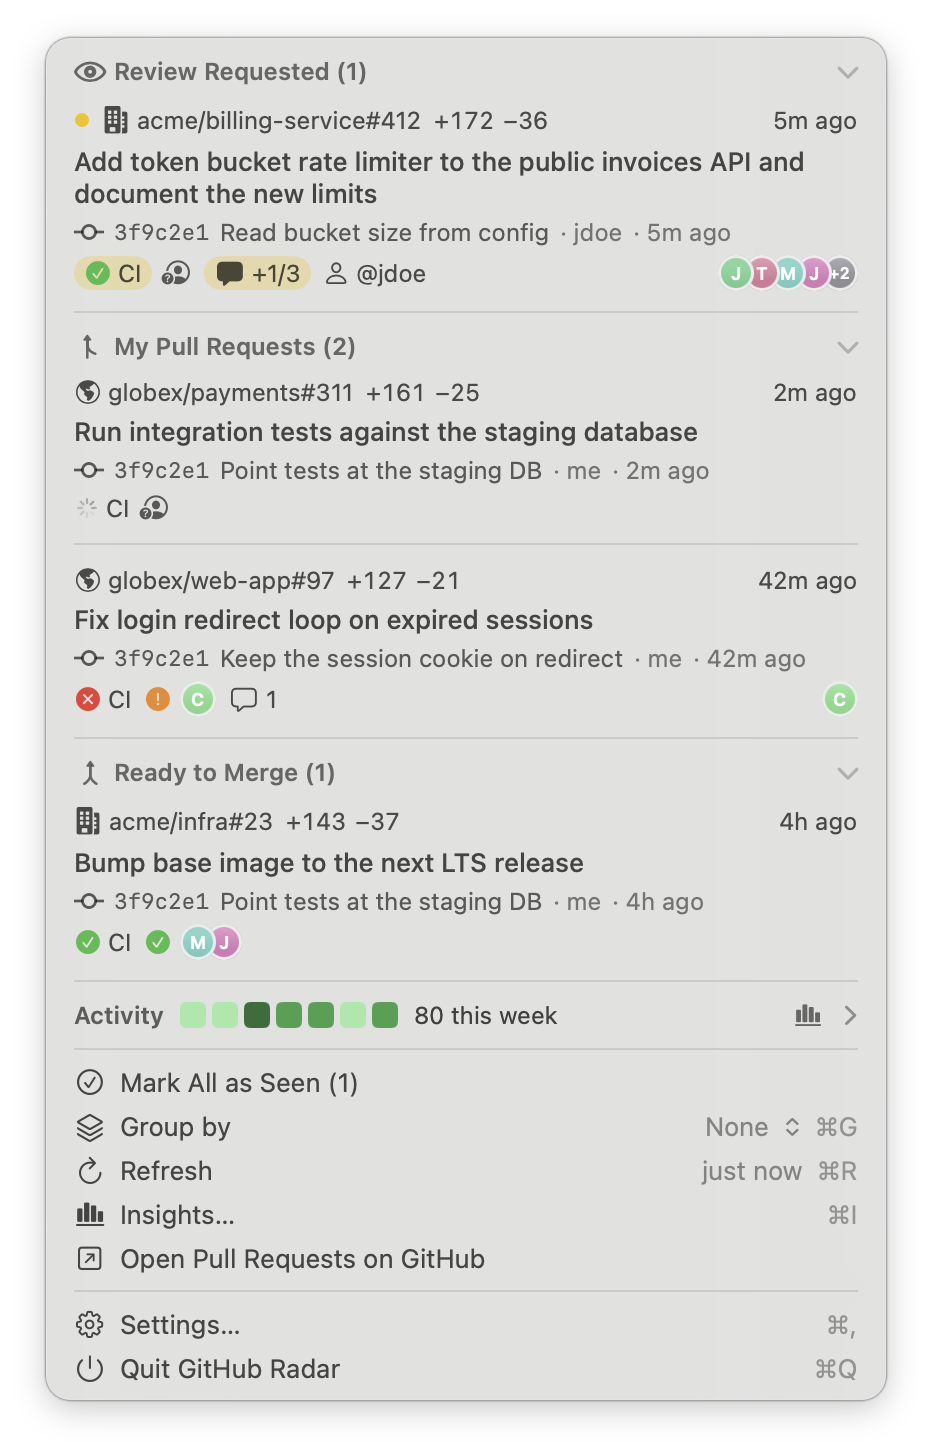 Review Requested (1)
acme/billing-service#412 +172 −36 5m ago
Add token bucket rate limiter to the public invoices API and
document the new limits
3f9c2e1 Read bucket size from config · jdoe · 5m ago
CI +1/3 @jdoe J T M J +2
My Pull Requests (2)
globex/payments#311 +161 −25 2m ago
Run integration tests against the staging database
3f9c2e1 Point tests at the staging DB · me · 2m ago
CI
globex/web-app#97 +127 −21 42m ago
Fix login redirect loop on expired sessions
3f9c2e1 Keep the session cookie on redirect · me · 42m ago
CI C 1 C
Ready to Merge (1)
acme/infra#23 +143 −37 4h ago
Bump base image to the next LTS release
3f9c2e1 Point tests at the staging DB · me · 4h ago
CI M J
Activity 80 this week
Mark All as Seen (1)
Group by None ⌘G
Refresh just now ⌘R
Insights... ⌘I
Open Pull Requests on GitHub
Settings... ⌘,
Quit GitHub Radar ⌘Q